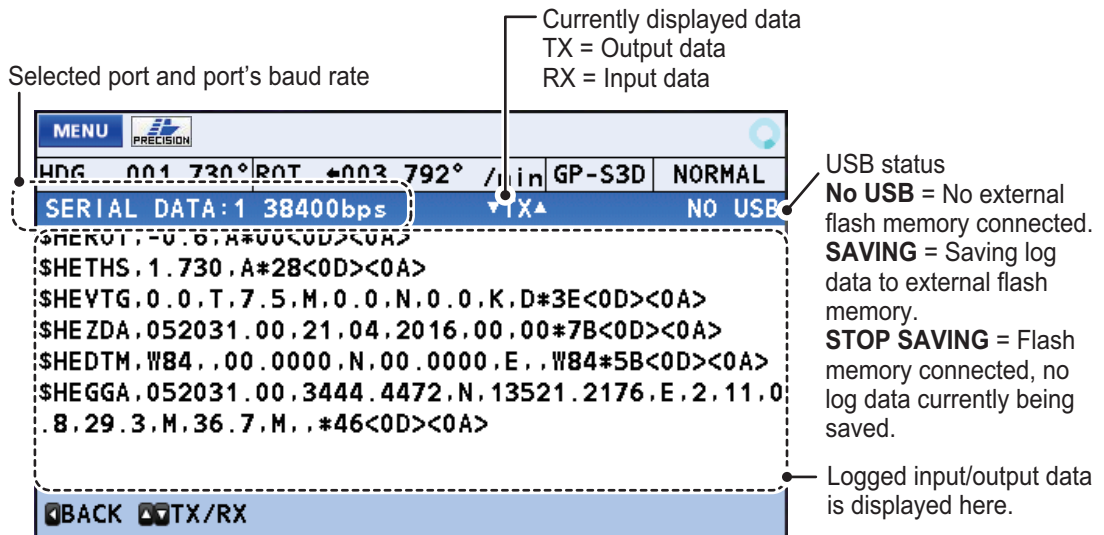 Currently displayed data
TX = Output data
RX = Input data
Selected port and port's baud rate
MENU PRECISION
HDG 001.730° ROT ←003.792° /min GP-S3D NORMAL
SERIAL DATA:1 38400bps ▼TX▲ NO USB
$HEROT,-0.6,A*00<0D><0A>
$HETHS,1.730,A*28<0D><0A>
$HEVTG,0.0,T,7.5,M,0.0,N,0.0,K,D*3E<0D><0A>
$HEZDA,052031.00,21,04,2016,00,00*7B<0D><0A>
$HEDTM,W84,,00.0000,N,00.0000,E,,W84*5B<0D><0A>
$HEGGA,052031.00,3444.4472,N,13521.2176,E,2,11,0
.8,29.3,M,36.7,M,,*46<0D><0A>
◀BACK ▲▼TX/RX
USB status
No USB = No external
flash memory connected.
SAVING = Saving log
data to external flash
memory.
STOP SAVING = Flash
memory connected, no
log data currently being
saved.
Logged input/output data
is displayed here.